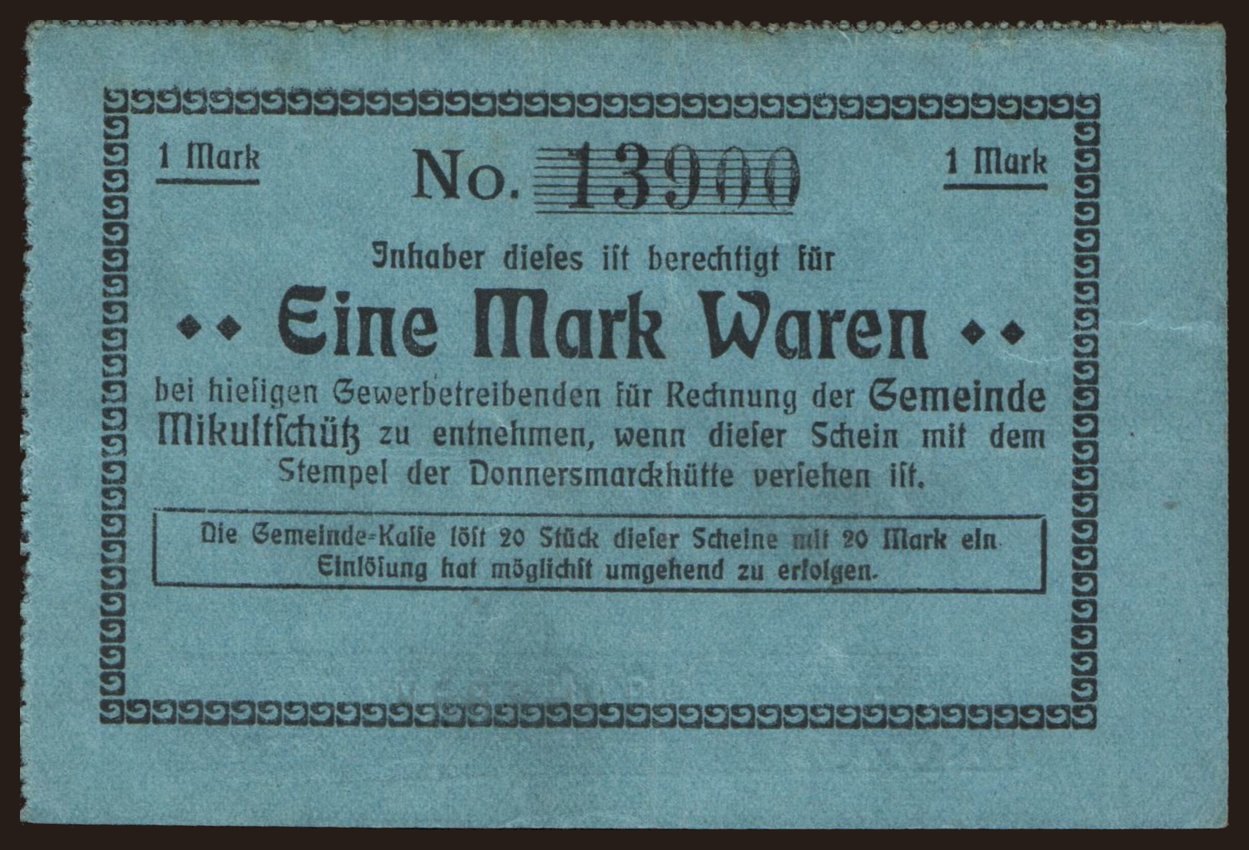 1 Mark
No. 13900
1 Mark
Inhaber dieſes iſt berechtigt für
Eine Mark Waren
bei hieſigen Gewerbetreibenden für Rechnung der Gemeinde
Mikultſchütz zu entnehmen, wenn dieſer Schein mit dem
Stempel der Donnersmarckhütte verſehen iſt.
Die Gemeinde-Kaſſe löſt 20 Stück dieſer Scheine mit 20 Mark ein.
Einlöſung hat möglichſt umgehend zu erfolgen.